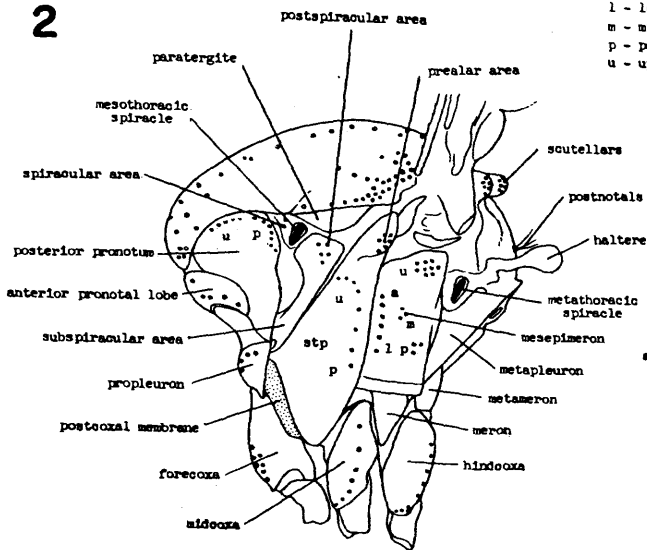 2
postspiracular area
paratergite
prealar area
mesothoracic
spiracle
scutellars
spiracular area
postnotals
u p
haltere
posterior pronotum
u
anterior pronotal lobe
u
a
metathoracic
spiracle
m
mesepimeron
subspiracular area
stp
l p
metapleuron
propleuron
p
metameron
postcoxal membrane
meron
forecoxa
hindcoxa
midcoxa
l - l
m - m
p - p
u - u